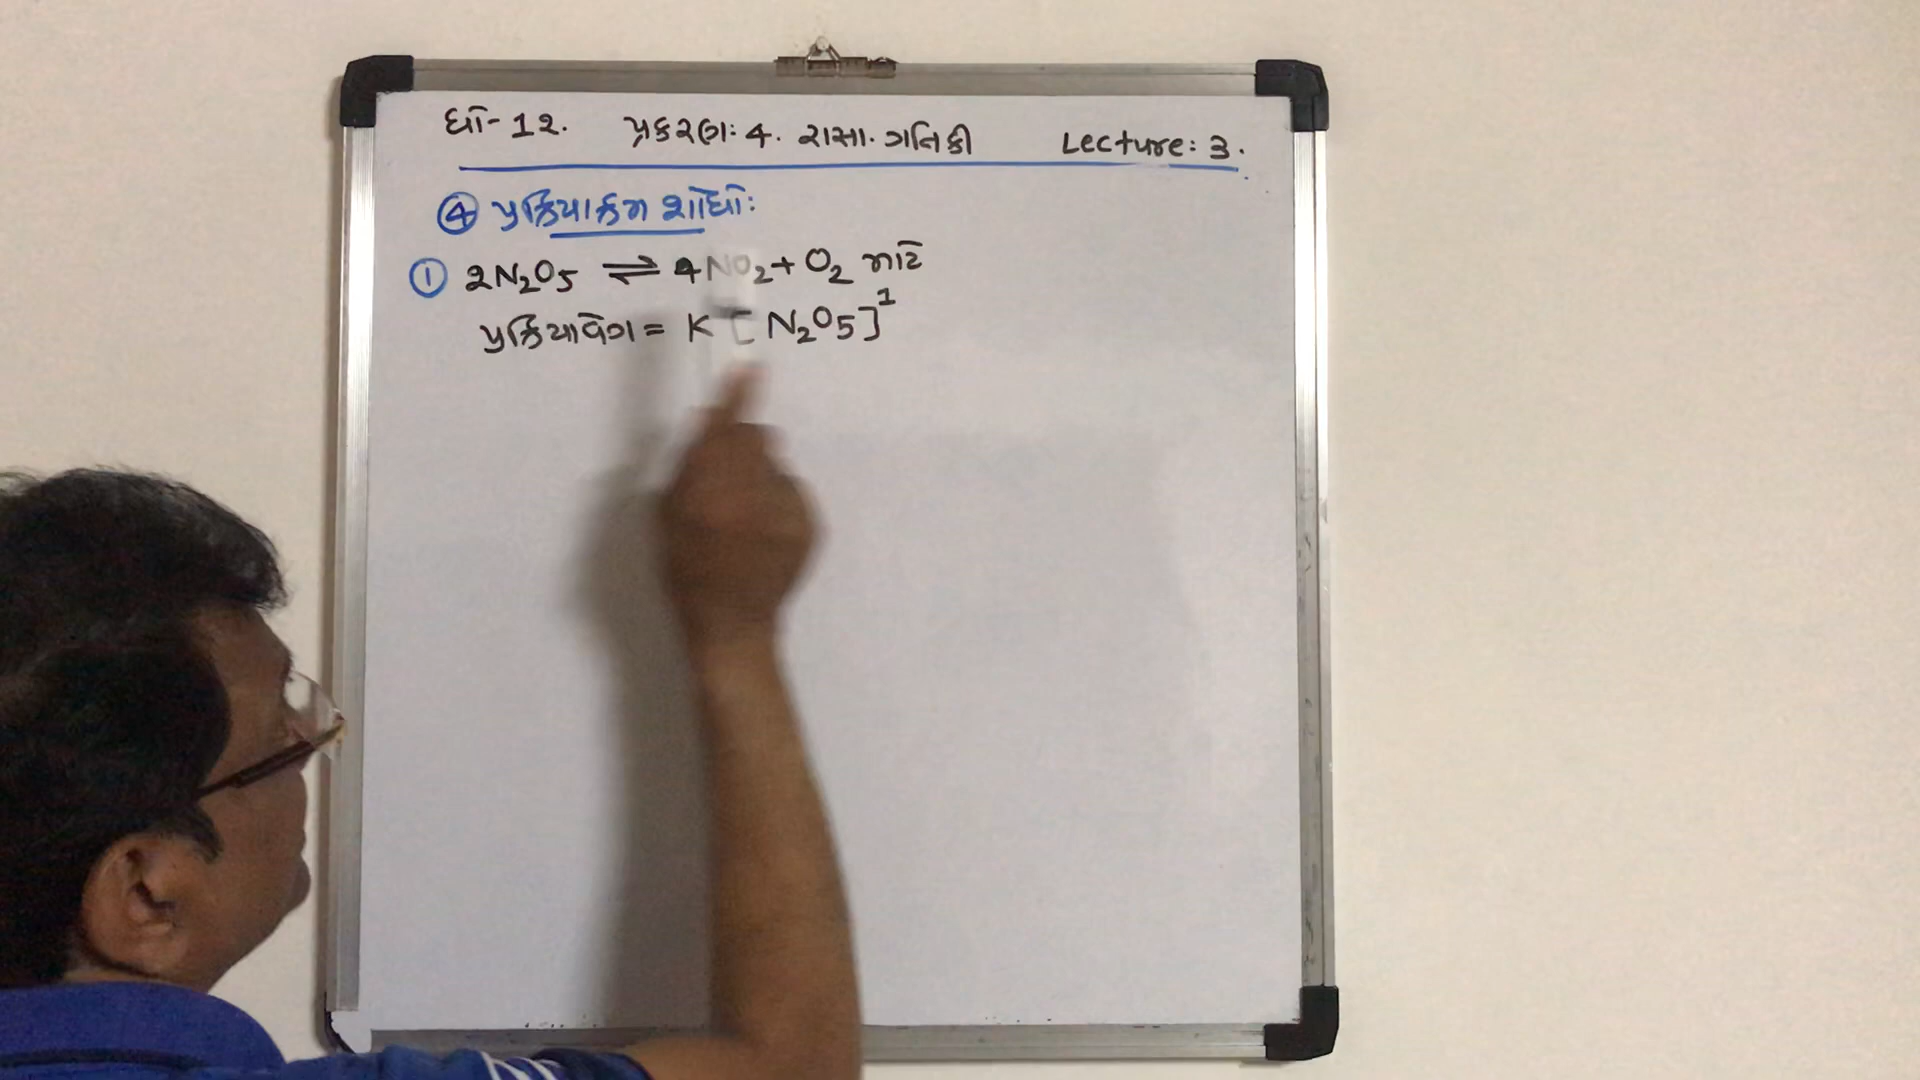 ધો-12. પ્રકરણ: 4. રાસા. ગતિકી Lecture: 3.
④ પ્રક્રિયાક્રમ શોધો:
① 2N₂O₅ ⇌ 4NO₂ + O₂ માટે
પ્રક્રિયાવેગ = K [N₂O₅]¹